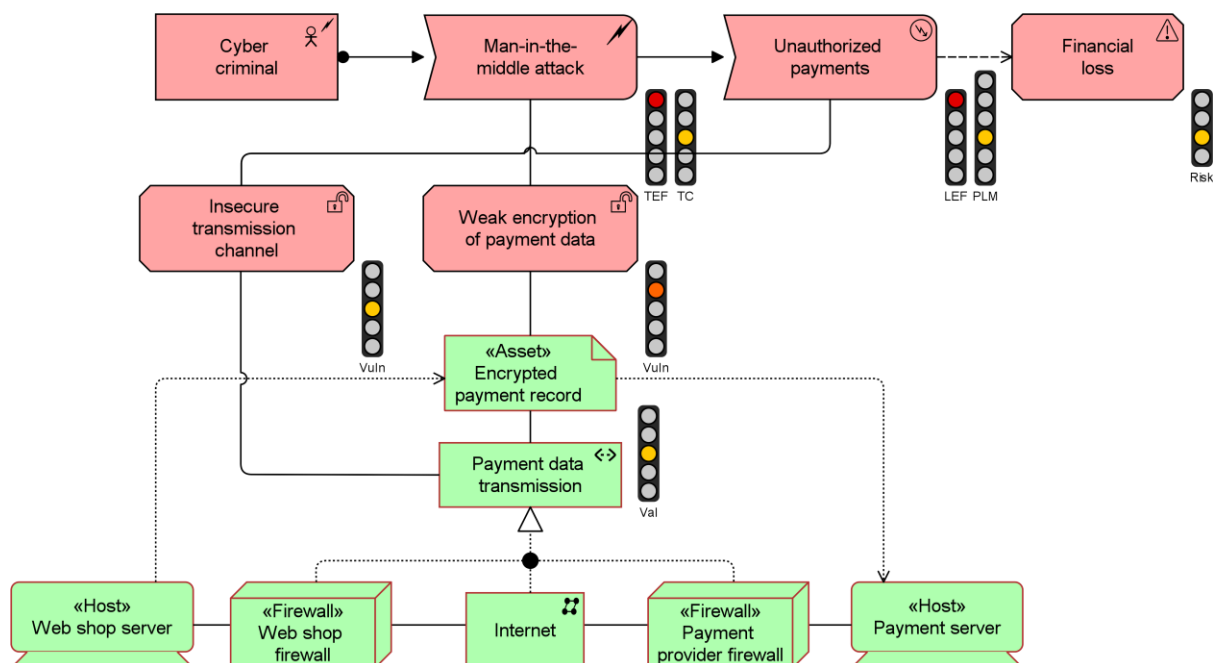 Cyber
criminal
Man-in-the-
middle attack
Unauthorized
payments
Financial
loss
TEF
TC
LEF
PLM
Risk
Insecure
transmission
channel
Weak encryption
of payment data
Vuln
Vuln
«Asset»
Encrypted
payment record
Payment data
transmission
Val
«Host»
Web shop server
«Firewall»
Web shop
firewall
Internet
«Firewall»
Payment
provider firewall
«Host»
Payment server